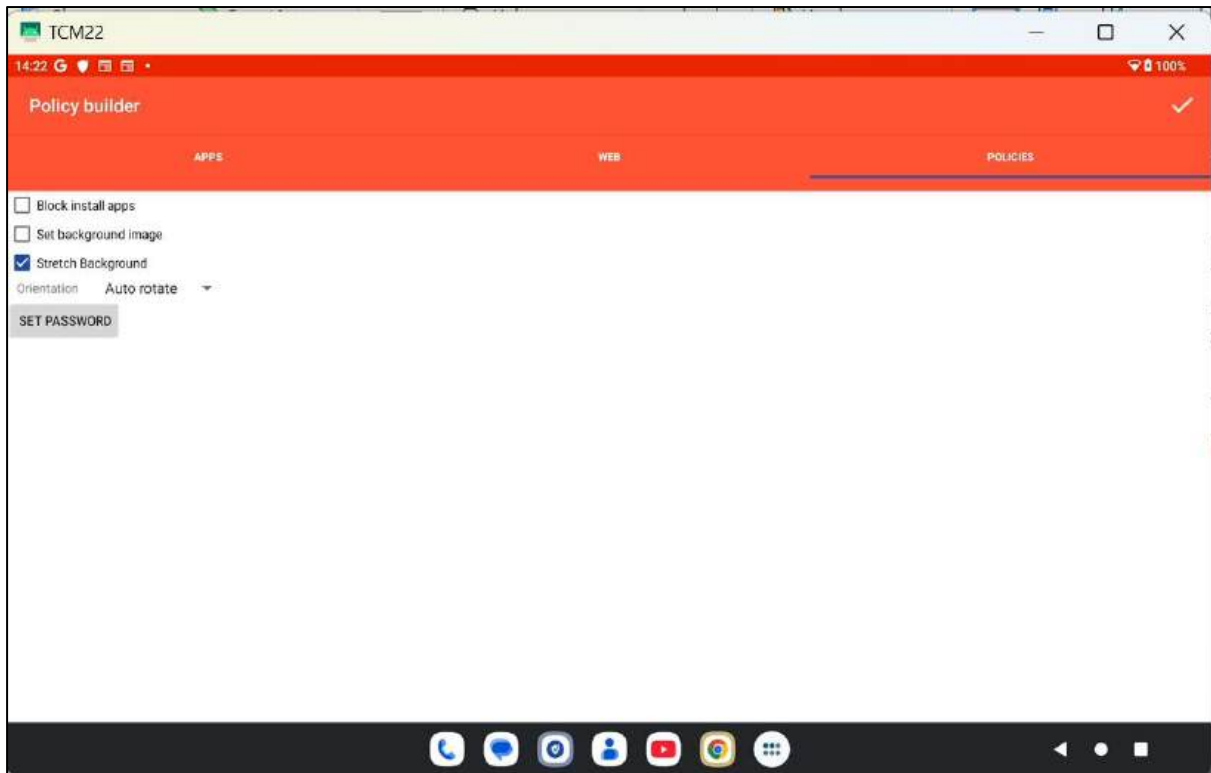 TCM22
14:22 G 100%
Policy builder
APPS WEB POLICIES
Block install apps
Set background image
Stretch Background
Orientation Auto rotate
SET PASSWORD